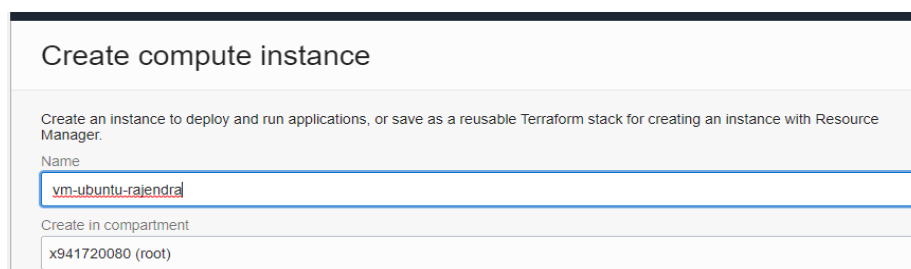 Create compute instance
Create an instance to deploy and run applications, or save as a reusable Terraform stack for creating an instance with Resource
Manager.
Name
vm-ubuntu-rajendra
Create in compartment
x941720080 (root)